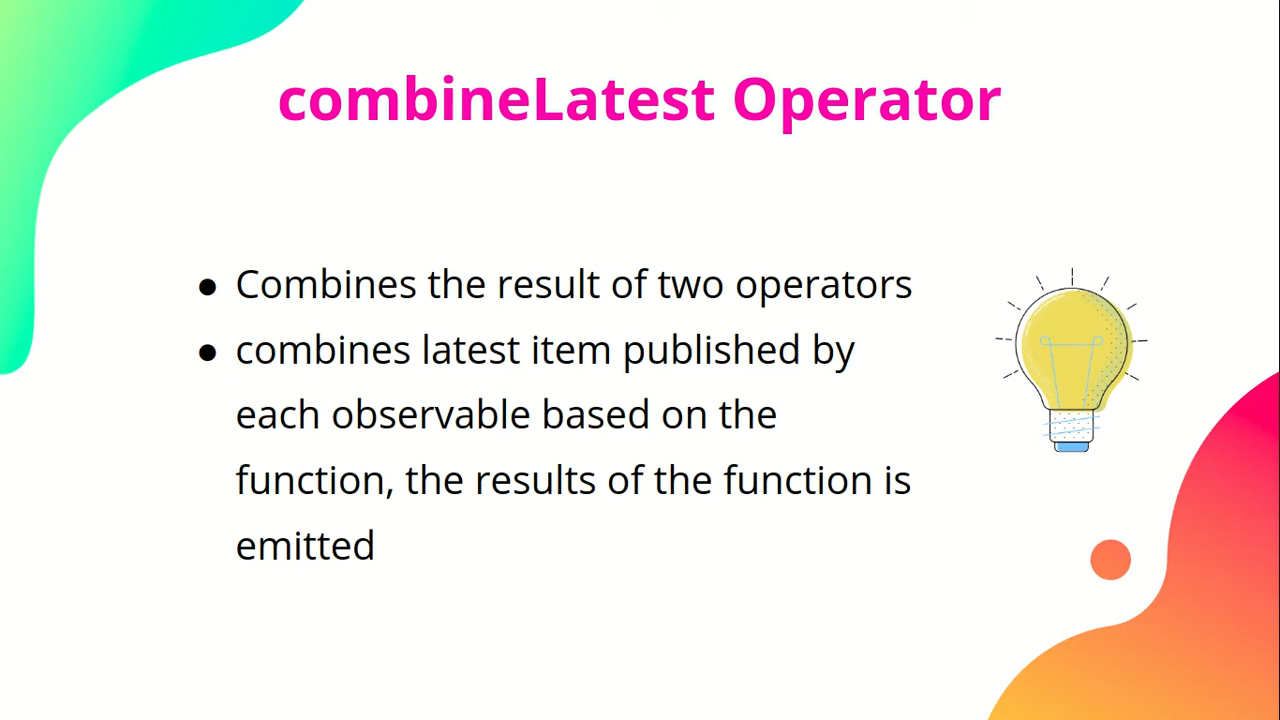 combineLatest Operator
● Combines the result of two operators
● combines latest item published by
each observable based on the
function, the results of the function is
emitted